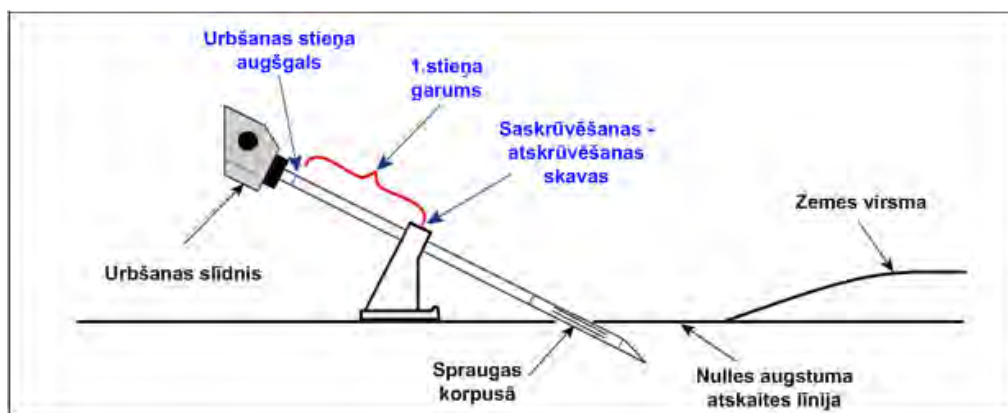 Urbšanas stieņa
augšgals
1.stieņa
garums
Saskrūvēšanas -
atskrūvēšanas
skavas
Zemes virsma
Urbšanas slīdnis
Spraugas
korpusā
Nulles augstuma
atskaites līnija